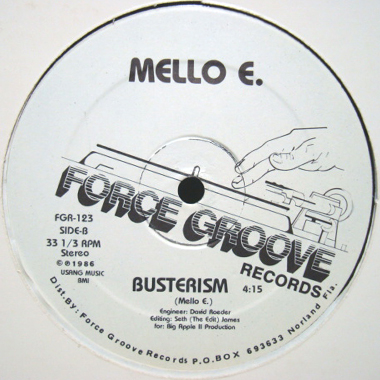 MELLO E.
FORCE GROOVE
RECORDS
FGR-123
SIDE-B
33 1/3 RPM
Stereo
© ℗ 1986
USANG MUSIC
BMI
BUSTERISM 4:15
(Mello E.)
Engineer: David Roeder
Editing: Seth (The Edit) James
for: Big Apple II Production
Dist. By: Force Groove Records P.O. BOX 693633 Norland Fla.